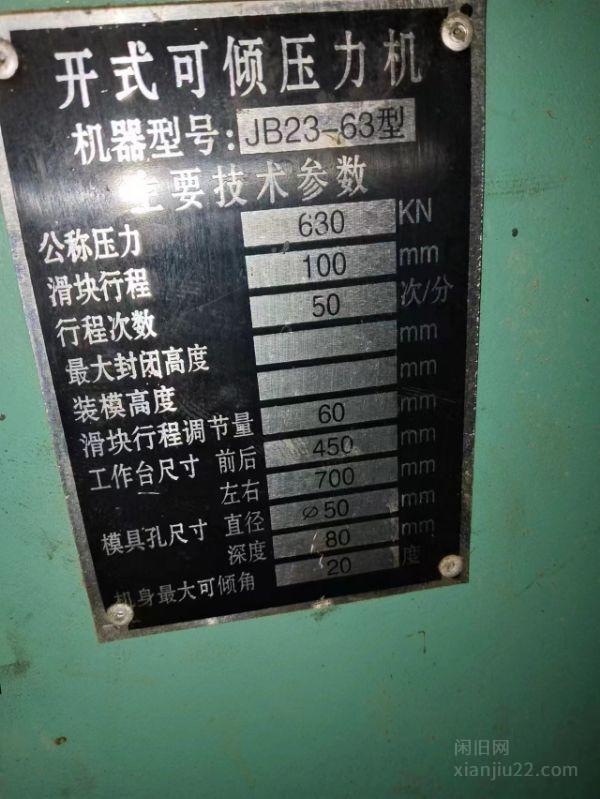 开式可倾压力机
机器型号: JB23-63型
主要技术参数
公称压力 630 KN
滑块行程 100 mm
行程次数 50 次/分
最大封闭高度 mm
装模高度 mm
滑块行程调节量 60 mm
工作台尺寸 前后 450 mm
左右 700 mm
模具孔尺寸 直径 ø50 mm
深度 80 mm
机身最大可倾角 20 度
闲旧网
xianjiu22.com